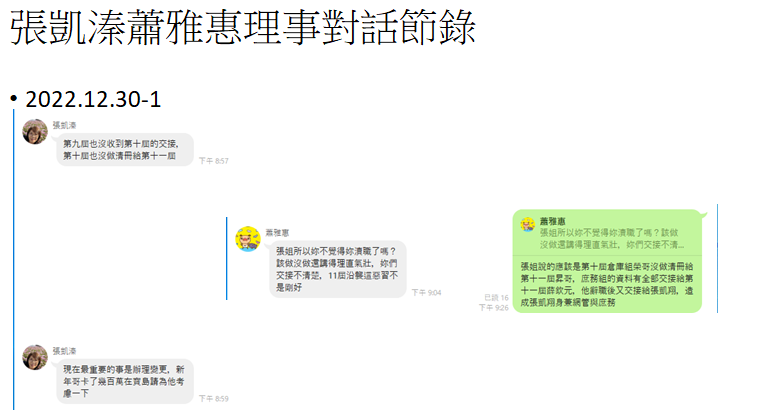 張凱溱蕭雅惠理事對話節錄
• 2022.12.30-1
張凱溱
第九屆也沒收到第十屆的交接，
第十屆也沒做清冊給第十一屆
下午 8:57
蕭雅惠
張姐所以妳不覺得妳瀆職了嗎？
該做沒做還講得理直氣壯，妳們
交接不清楚，11屆沿襲這惡習不
是剛好
下午 9:04
蕭雅惠
張姐所以妳不覺得妳瀆職了嗎？該做
沒做還講得理直氣壯，妳們交接不清...
張姐說的應該是第十屆倉庫組榮哥沒做清冊給
第十一屆昇哥，庶務組的資料有全部交接給第
十一屆薛欽元，他辭職後又交接給張凱翔，造
成張凱翔身兼網管與庶務
已讀 16
下午 9:26
張凱溱
現在最重要的事是辦理變更，新
年哥卡了幾百萬在寶島請為他考
慮一下
下午 8:59